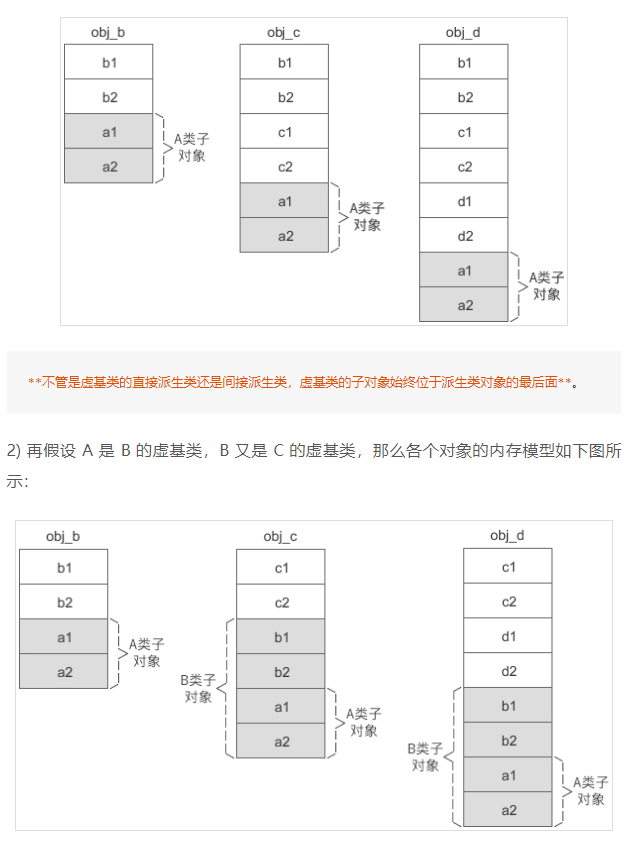 obj_b obj_c obj_d
b1 b1 b1
b2 b2 b2
a1 c1 c1
a2 c2 c2
A类子
对象
a1 d1
a2 d2
A类子
对象
a1
a2
A类子
对象
**不管是虚基类的直接派生类还是间接派生类，虚基类的子对象始终位于派生类对象的最后面**。
2) 再假设 A 是 B 的虚基类，B 又是 C 的虚基类，那么各个对象的内存模型如下图所
示：
obj_b obj_c obj_d
b1 c1 c1
b2 c2 c2
a1 b1 d1
a2 b2 d2
A类子
对象
a1 b1
a2 b2
B类子
对象
A类子
对象
a1
a2
B类子
对象
A类子
对象